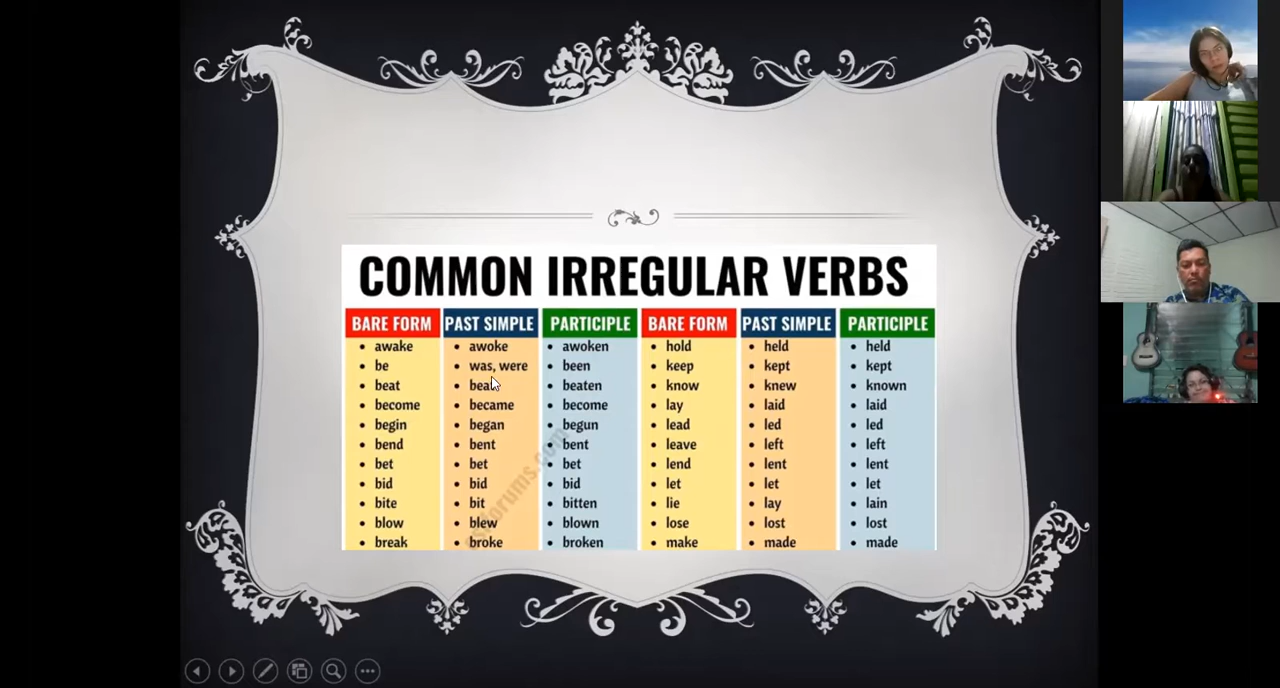 COMMON IRREGULAR VERBS
BARE FORM PAST SIMPLE PARTICIPLE BARE FORM PAST SIMPLE PARTICIPLE
• awake • awoke • awoken • hold • held • held
• be • was, were • been • keep • kept • kept
• beat • beat • beaten • know • knew • known
• become • became • become • lay • laid • laid
• begin • began • begun • lead • led • led
• bend • bent • bent • leave • left • left
• bet • bet • bet • lend • lent • lent
• bid • bid • bid • let • let • let
• bite • bit • bitten • lie • lay • lain
• blow • blew • blown • lose • lost • lost
• break • broke • broken • make • made • made